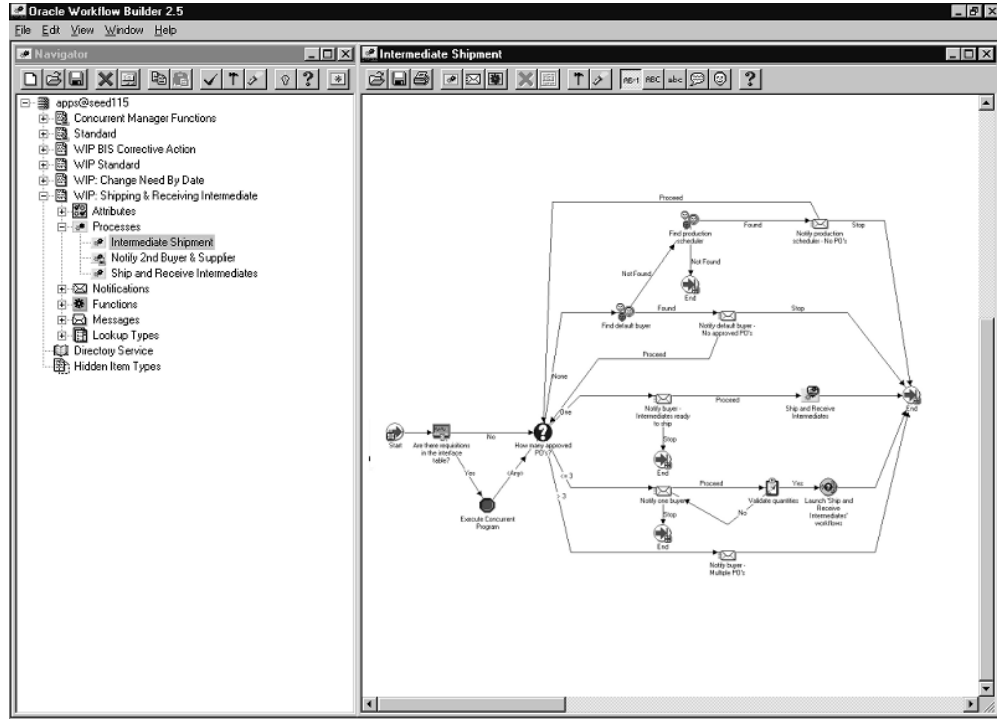 Oracle Workflow Builder 2.5
File Edit View Window Help
Navigator
apps@seed115
Concurrent Manager Functions
Standard
WIP BIS Corrective Action
WIP Standard
WIP: Change Need By Date
WIP: Shipping & Receiving Intermediate
Attributes
Processes
Intermediate Shipment
Notify 2nd Buyer & Supplier
Ship and Receive Intermediates
Notifications
Functions
Messages
Lookup Types
Directory Service
Hidden Item Types
Intermediate Shipment
ABC abc
Proceed
Find production
scheduler
Found
Notify production
scheduler - No PO's
Stop
Not Found
Not Found
End
Find default buyer
Found
Notify default buyer -
No approved PO's
Stop
Proceed
None
One
Notify buyer -
Intermediates ready
to ship
Proceed
Ship and Receive
Intermediates
End
Stop
End
Start
Are there requisitions
in the interface
table?
No
How many approved
PO's?
Yes
<Any>
Execute Concurrent
Program
<= 3
> 3
Notify one buyer
Proceed
Validate quantities
Yes
Launch 'Ship and
Receive
Intermediates'
workflows
No
Stop
End
Notify buyer -
Multiple PO's